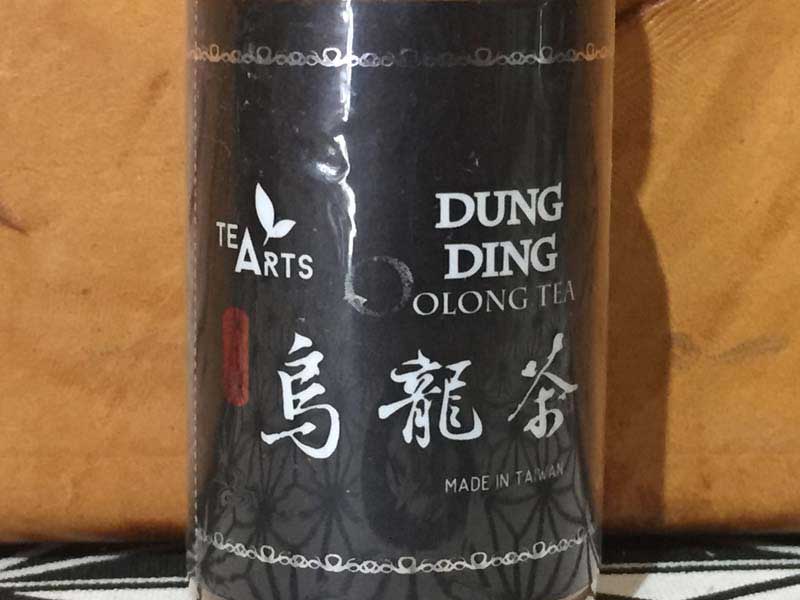 TEARTS
DUNG
DING
OLONG TEA
烏龍茶
MADE IN TAIWAN